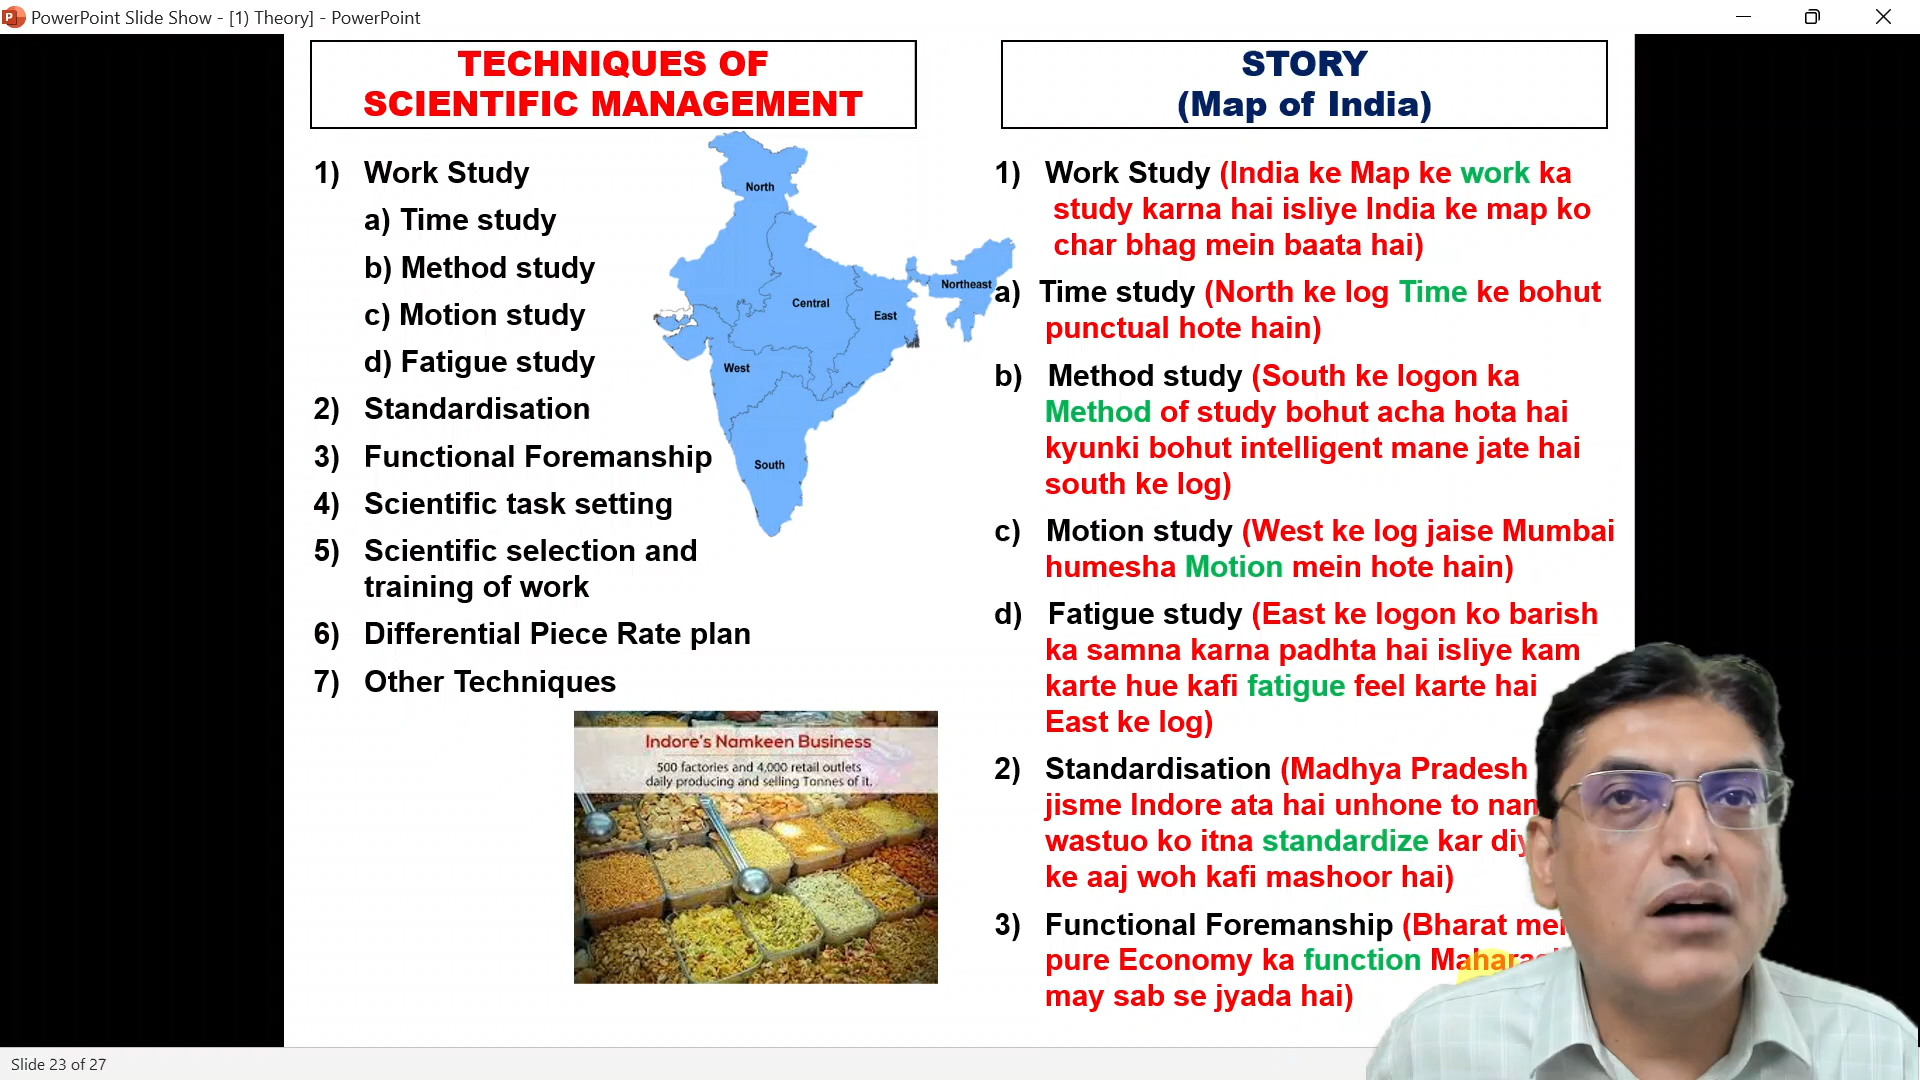 PowerPoint Slide Show - [1) Theory] - PowerPoint
TECHNIQUES OF
SCIENTIFIC MANAGEMENT
1) Work Study
a) Time study
b) Method study
c) Motion study
d) Fatigue study
2) Standardisation
3) Functional Foremanship
4) Scientific task setting
5) Scientific selection and
training of work
6) Differential Piece Rate plan
7) Other Techniques
North
Northeast
Central
East
West
South
Indore's Namkeen Business
500 factories and 4,000 retail outlets
daily producing and selling Tonnes of it.
STORY
(Map of India)
1) Work Study (India ke Map ke work ka
study karna hai isliye India ke map ko
char bhag mein baata hai)
a) Time study (North ke log Time ke bohut
punctual hote hain)
b) Method study (South ke logon ka
Method of study bohut acha hota hai
kyunki bohut intelligent mane jate hai
south ke log)
c) Motion study (West ke log jaise Mumbai
humesha Motion mein hote hain)
d) Fatigue study (East ke logon ko barish
ka samna karna padhta hai isliye kam
karte hue kafi fatigue feel karte hai
East ke log)
2) Standardisation (Madhya Pradesh
jisme Indore ata hai unhone to
wastuo ko itna standardize kar
ke aaj woh kafi mashoor hai)
3) Functional Foremanship (Bharat
pure Economy ka function
may sab se jyada hai)
Slide 23 of 27